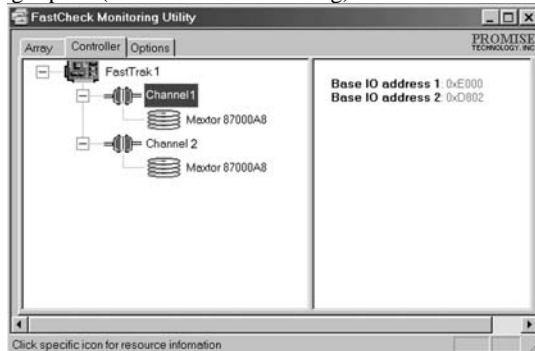 FastCheck Monitoring Utility
Array Controller Options
PROMISE
TECHNOLOGY, INC
FastTrak 1
Channel 1
Maxtor 87000A8
Channel 2
Maxtor 87000A8
Base IO address 1: 0xE000
Base IO address 2: 0xD802
Click specific icon for resource infomation